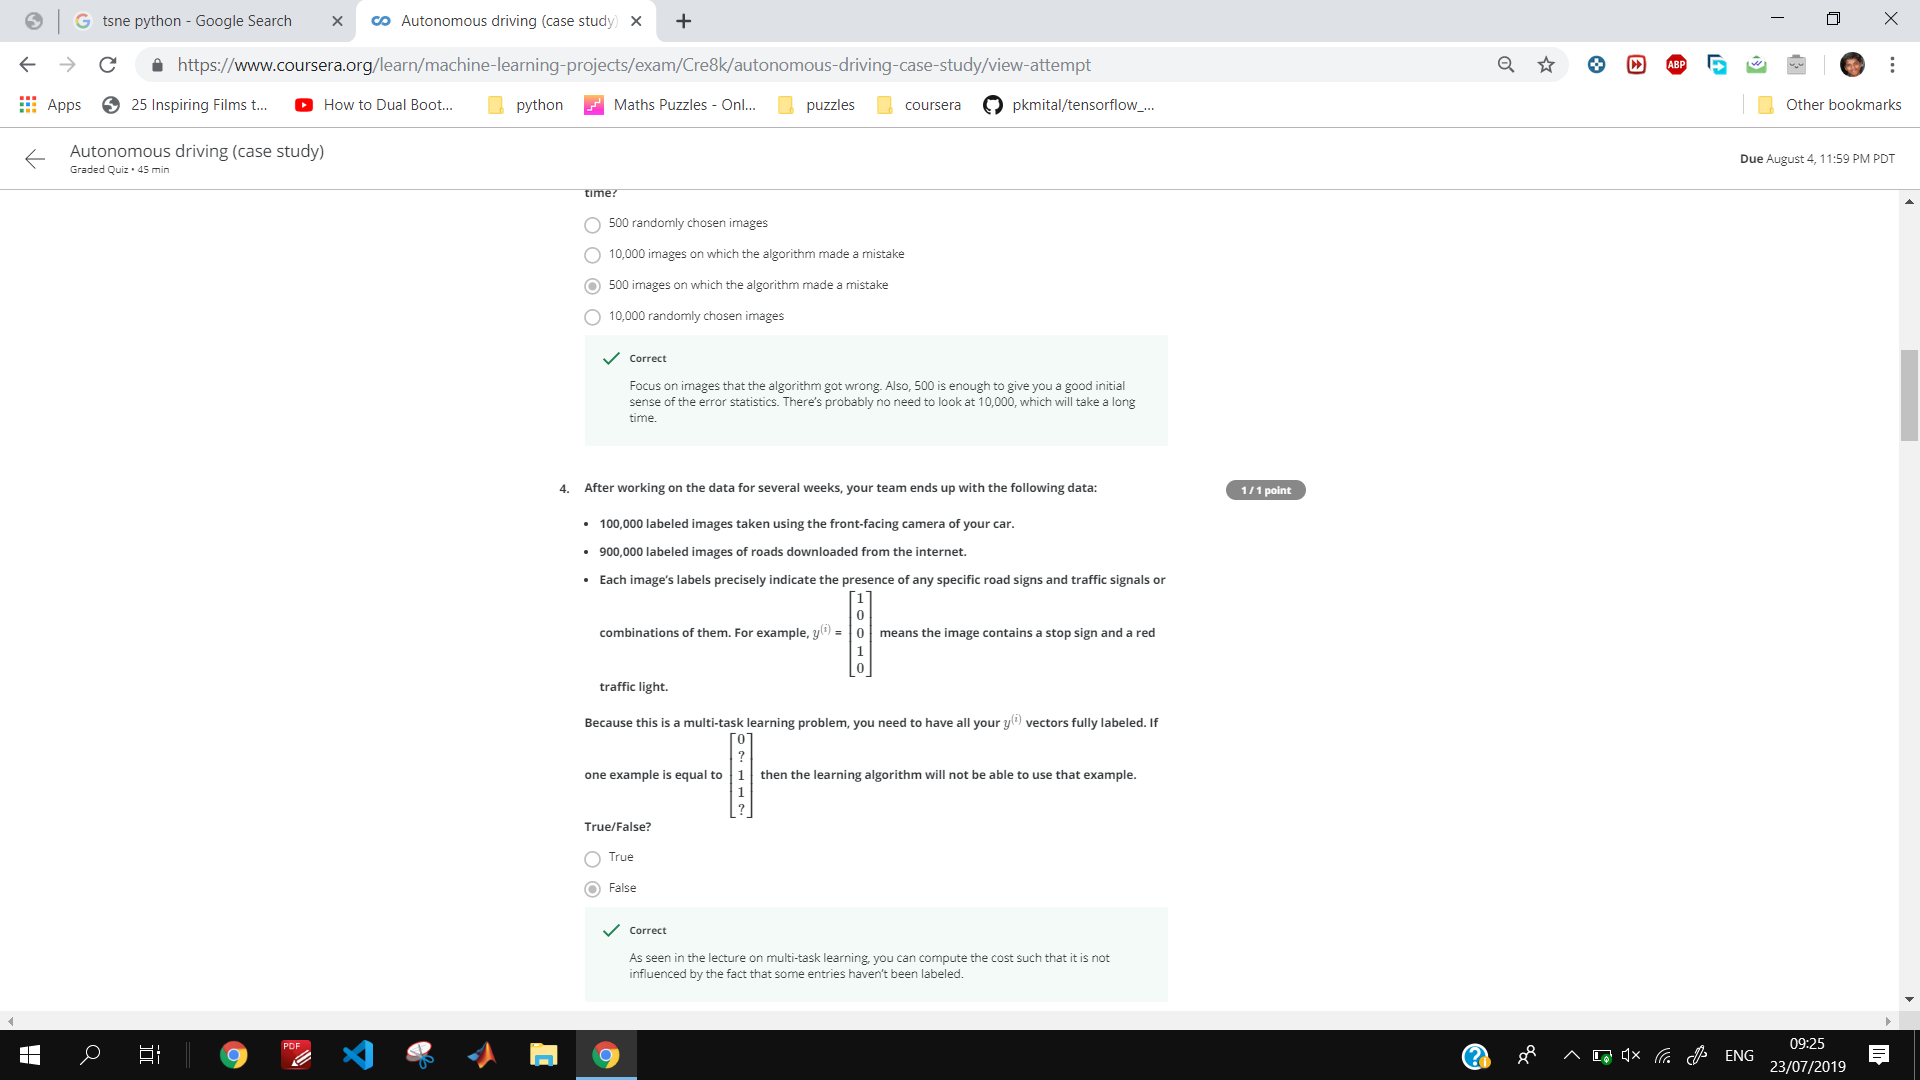 tsne python - Google Search
Autonomous driving (case study)
https://www.coursera.org/learn/machine-learning-projects/exam/Cre8k/autonomous-driving-case-study/view-attempt
ABP
Apps
25 Inspiring Films t...
How to Dual Boot...
python
Maths Puzzles - Onl...
puzzles
coursera
pkmital/tensorflow_...
Other bookmarks
Autonomous driving (case study)
Graded Quiz • 45 min
Due August 4, 11:59 PM PDT
time?
500 randomly chosen images
10,000 images on which the algorithm made a mistake
500 images on which the algorithm made a mistake
10,000 randomly chosen images
Correct
Focus on images that the algorithm got wrong. Also, 500 is enough to give you a good initial
sense of the error statistics. There's probably no need to look at 10,000, which will take a long
time.
4. After working on the data for several weeks, your team ends up with the following data:
1 / 1 point
• 100,000 labeled images taken using the front-facing camera of your car.
• 900,000 labeled images of roads downloaded from the internet.
• Each image's labels precisely indicate the presence of any specific road signs and traffic signals or
combinations of them. For example, y(i) = [1 0 0 1 0] means the image contains a stop sign and a red
traffic light.
Because this is a multi-task learning problem, you need to have all your y(i) vectors fully labeled. If
one example is equal to [0 ? 1 1 ?] then the learning algorithm will not be able to use that example.
True/False?
True
False
Correct
As seen in the lecture on multi-task learning, you can compute the cost such that it is not
influenced by the fact that some entries haven't been labeled.
PDF
ENG
09:25
23/07/2019